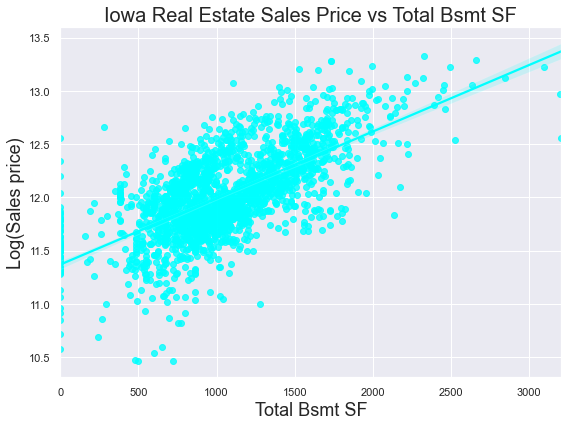 Iowa Real Estate Sales Price vs Total Bsmt SF
Log(Sales price)
13.5
13.0
12.5
12.0
11.5
11.0
10.5
0 500 1000 1500 2000 2500 3000
Total Bsmt SF